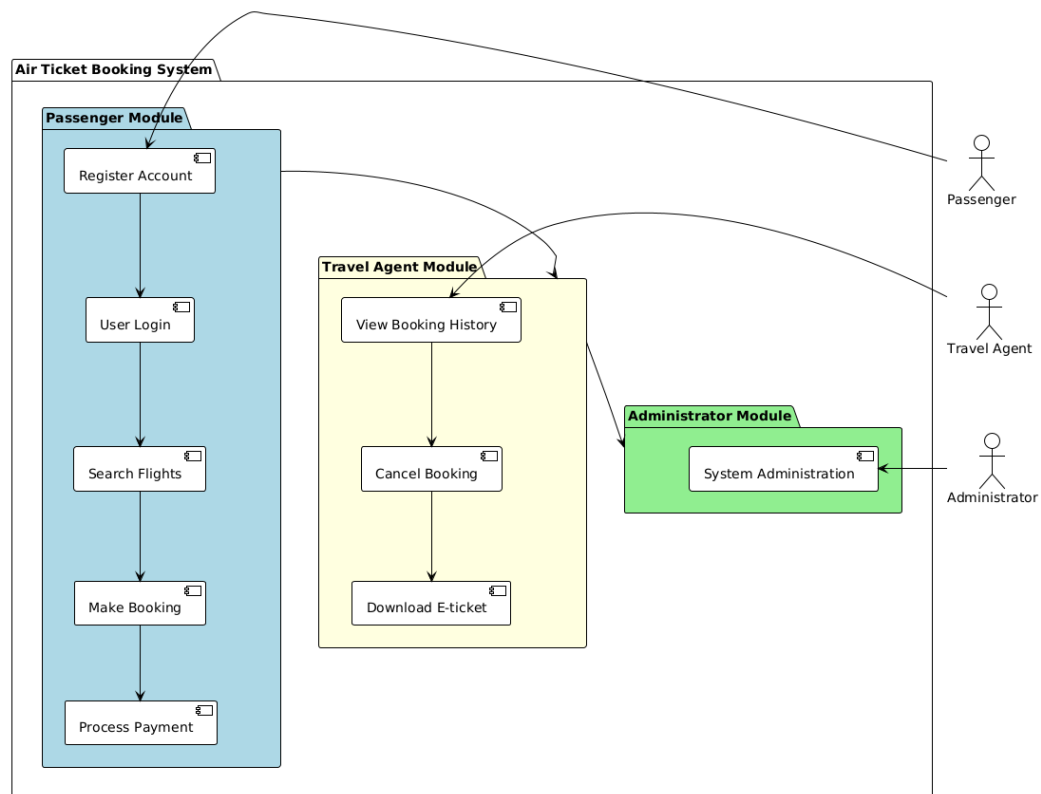 Air Ticket Booking System
Passenger Module
Register Account
User Login
Search Flights
Make Booking
Process Payment
Travel Agent Module
View Booking History
Cancel Booking
Download E-ticket
Administrator Module
System Administration
Passenger
Travel Agent
Administrator